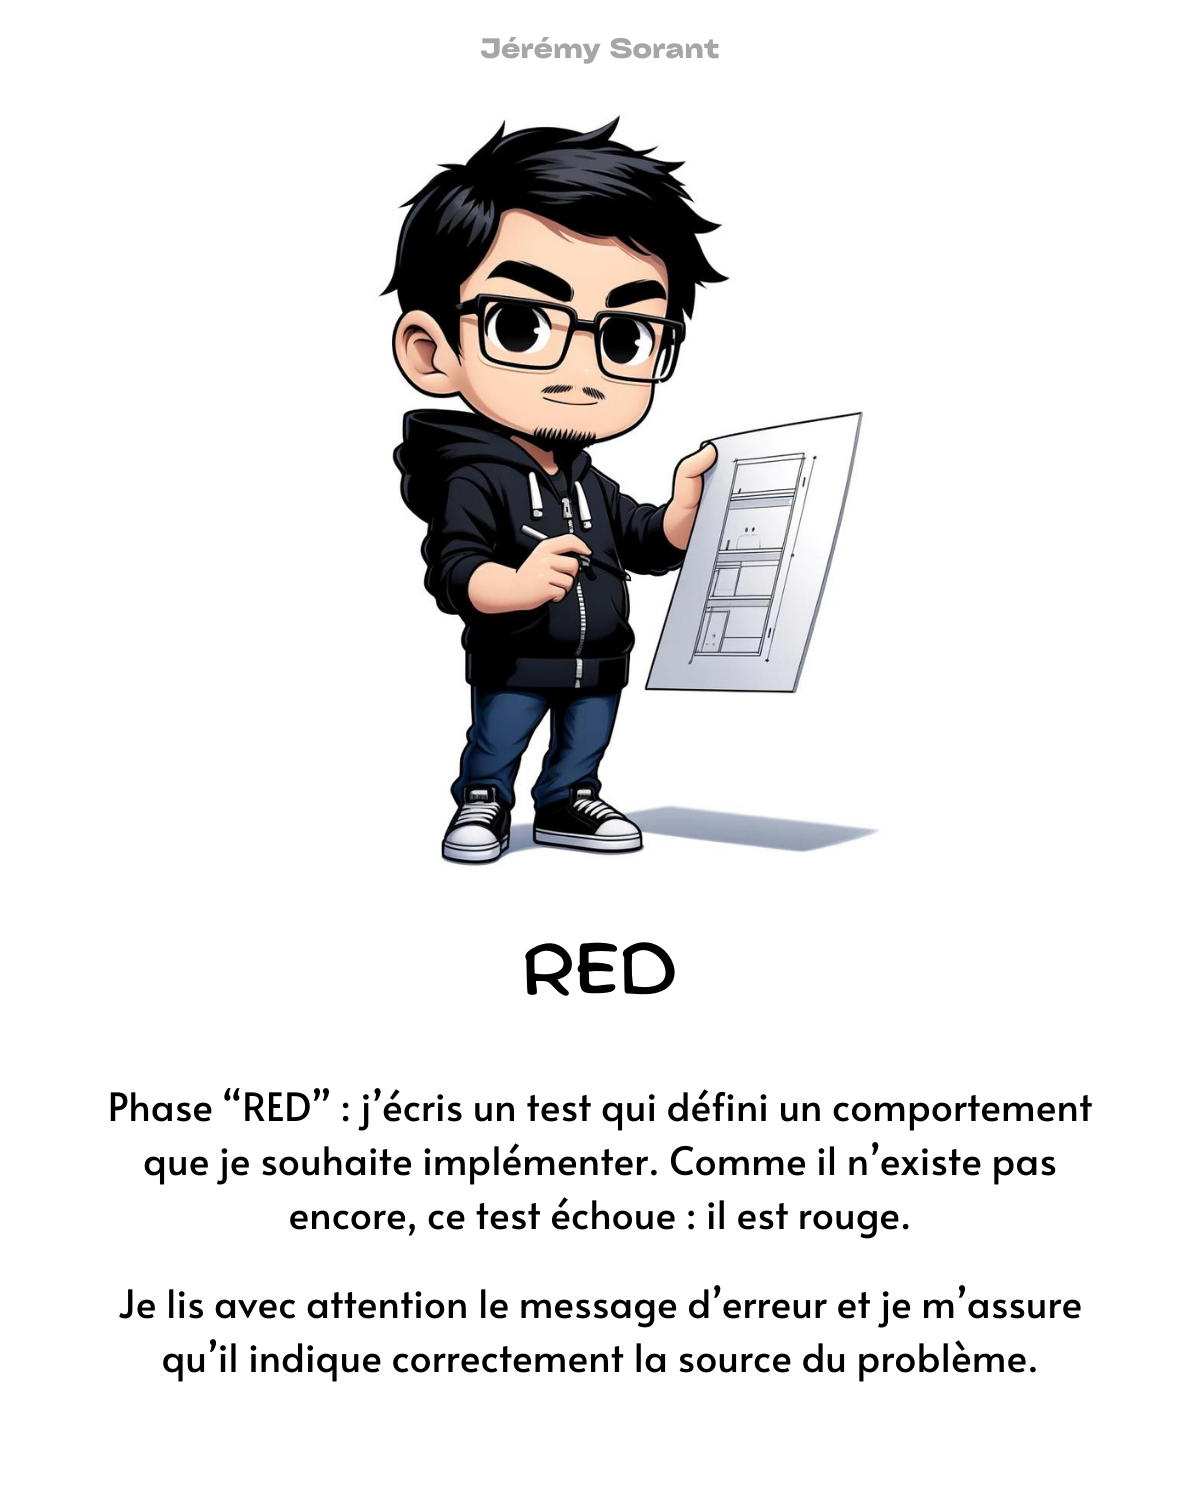 Jérémy Sorant
RED
Phase “RED” : j’écris un test qui défini un comportement
que je souhaite implémenter. Comme il n’existe pas
encore, ce test échoue : il est rouge.
Je lis avec attention le message d’erreur et je m’assure
qu’il indique correctement la source du problème.